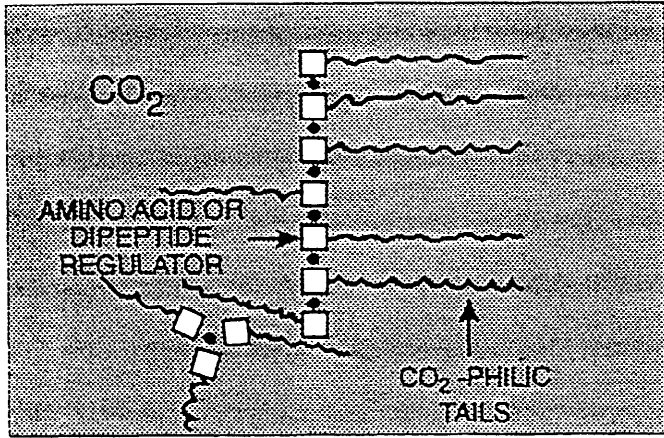 CO₂
AMINO ACID OR
DIPEPTIDE
REGULATOR
CO₂-PHILIC
TAILS